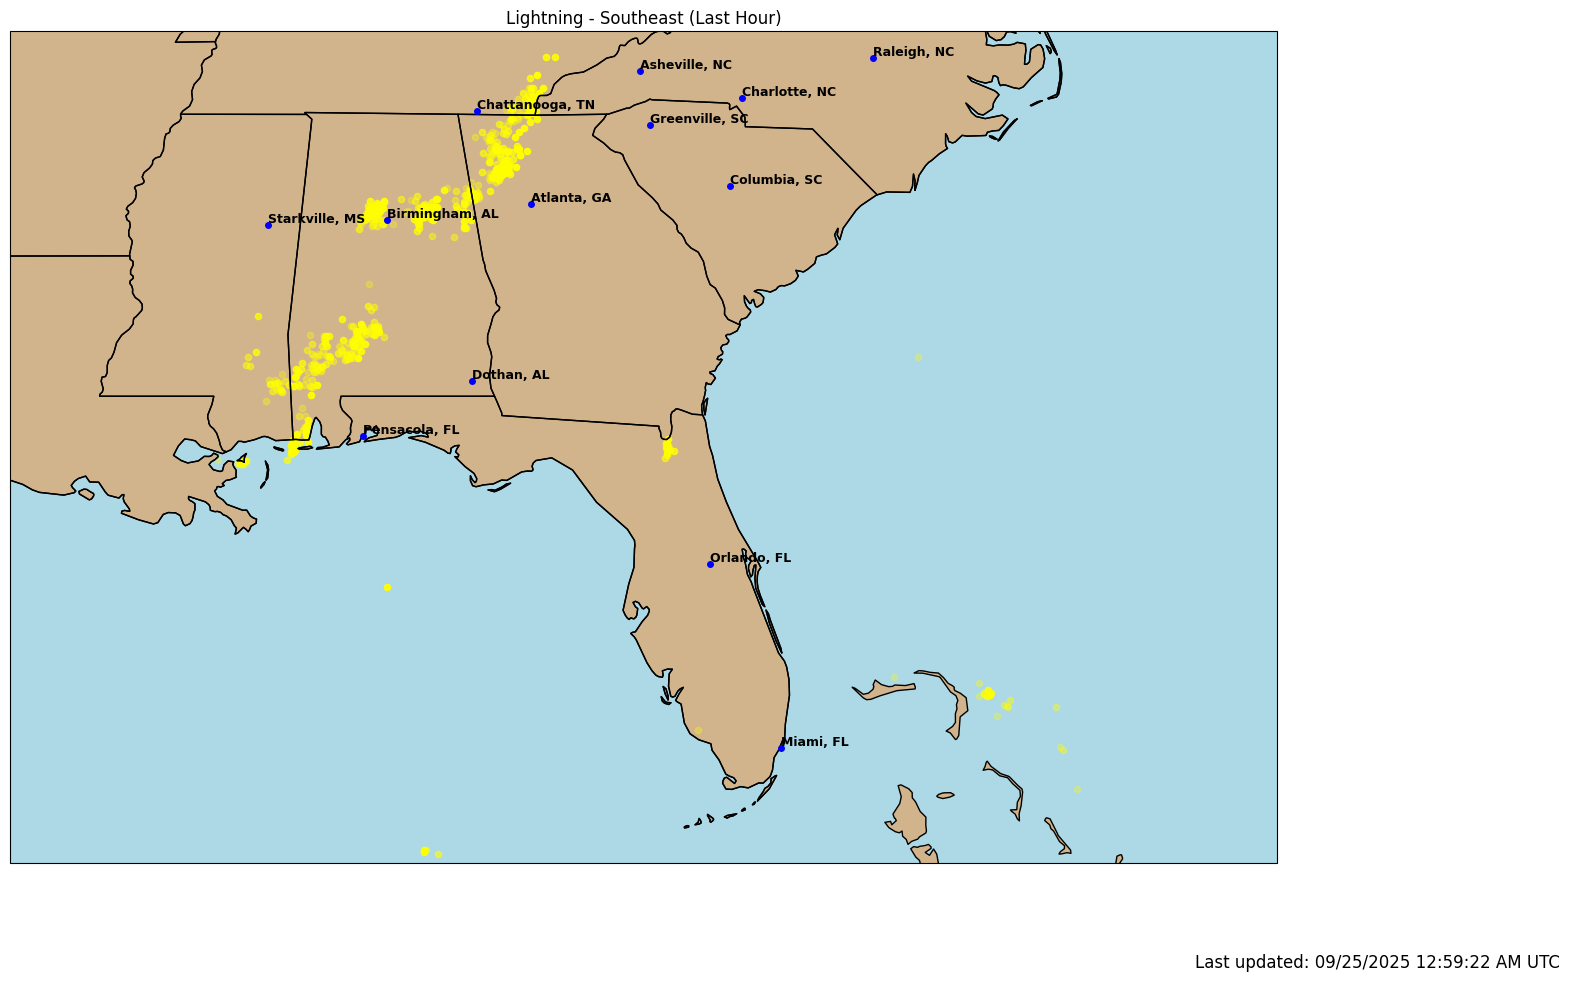 Lightning - Southeast (Last Hour)
Raleigh, NC
Asheville, NC
Charlotte, NC
Chattanooga, TN
Greenville, SC
Columbia, SC
Atlanta, GA
Birmingham, AL
Starkville, MS
Dothan, AL
Pensacola, FL
Orlando, FL
Miami, FL
Last updated: 09/25/2025 12:59:22 AM UTC